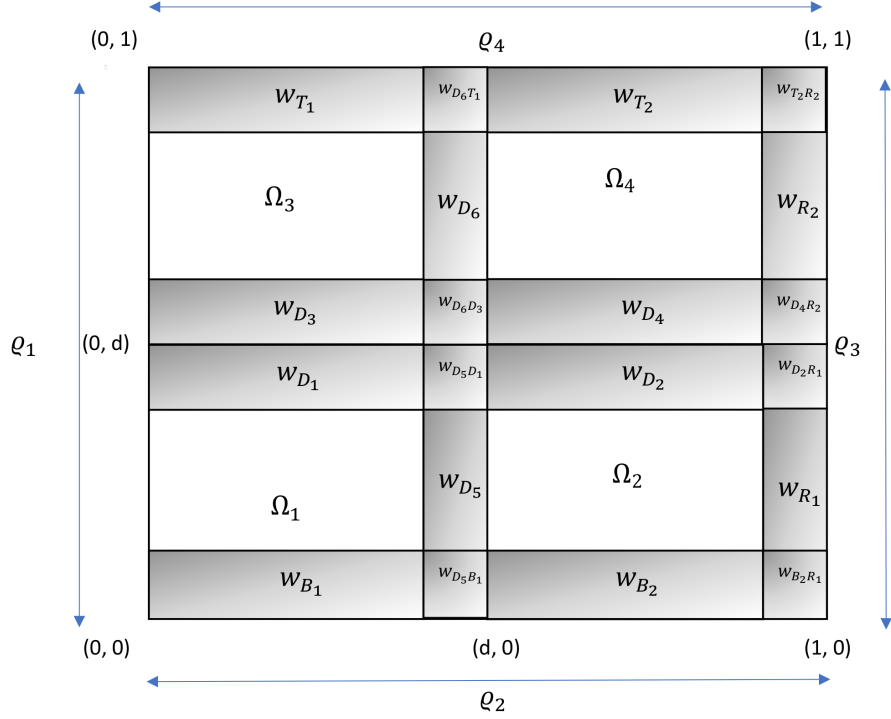 ϱ₄
(0, 1) (1, 1)
w_{T_1} w_{D_6T_1} w_{T_2} w_{T_2R_2}
Ω₃ w_{D_6} Ω₄ w_{R_2}
w_{D_3} w_{D_6D_3} w_{D_4} w_{D_4R_2}
ϱ₁ (0, d) ϱ₃
w_{D_1} w_{D_5D_1} w_{D_2} w_{D_2R_1}
Ω₁ w_{D_5} Ω₂ w_{R_1}
w_{B_1} w_{D_5B_1} w_{B_2} w_{B_2R_1}
(0, 0) (d, 0) (1, 0)
ϱ₂